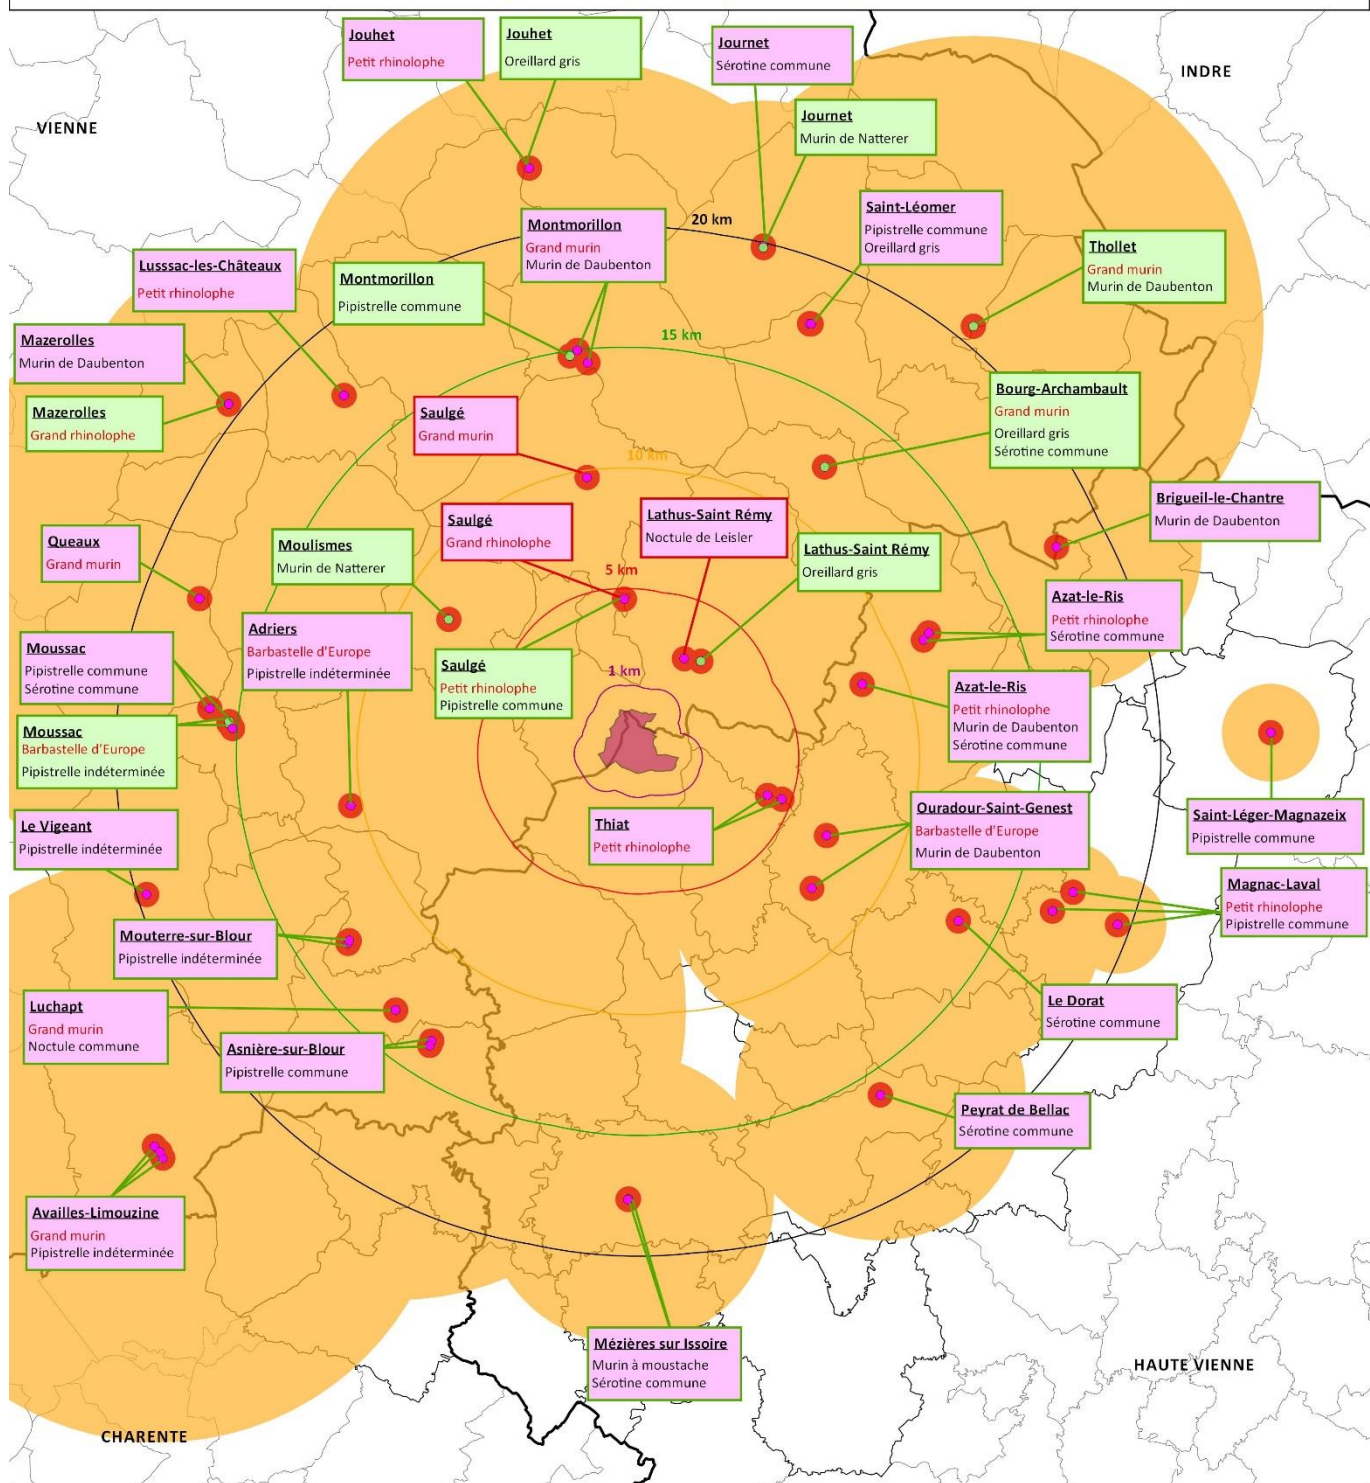 Jouhet
Petit rhinolophe
Jouhet
Oreillard gris
Journet
Sérotine commune
INDRE
VIENNE
Journet
Murin de Natterer
Saint-Léomer
Pipistrelle commune
Oreillard gris
20 km
Montmorillon
Grand murin
Murin de Daubenton
Thollet
Grand murin
Murin de Daubenton
Lusssac-les-Châteaux
Petit rhinolophe
Montmorillon
Pipistrelle commune
15 km
Mazerolles
Murin de Daubenton
Mazerolles
Grand rhinolophe
Saulgé
Grand murin
Bourg-Archambault
Grand murin
Oreillard gris
Sérotine commune
10 km
Brigueil-le-Chantre
Murin de Daubenton
Saulgé
Grand rhinolophe
Lathus-Saint Rémy
Noctule de Leisler
Queaux
Grand murin
Moulismes
Murin de Natterer
Lathus-Saint Rémy
Oreillard gris
5 km
Azat-le-Ris
Petit rhinolophe
Sérotine commune
Adriers
Barbastelle d'Europe
Pipistrelle indéterminée
Moussac
Pipistrelle commune
Sérotine commune
Saulgé
Petit rhinolophe
Pipistrelle commune
1 km
Azat-le-Ris
Petit rhinolophe
Murin de Daubenton
Sérotine commune
Moussac
Barbastelle d'Europe
Pipistrelle indéterminée
Le Vigeant
Pipistrelle indéterminée
Thiat
Petit rhinolophe
Ouradour-Saint-Genest
Barbastelle d'Europe
Murin de Daubenton
Saint-Léger-Magnazeix
Pipistrelle commune
Magnac-Laval
Petit rhinolophe
Pipistrelle commune
Mouterre-sur-Blour
Pipistrelle indéterminée
Luchapt
Grand murin
Noctule commune
Le Dorat
Sérotine commune
Asnière-sur-Blour
Pipistrelle commune
Peyrat de Bellac
Sérotine commune
Availles-Limouzine
Grand murin
Pipistrelle indéterminée
Mézières sur Issoire
Murin à moustache
Sérotine commune
HAUTE VIENNE
CHARENTE